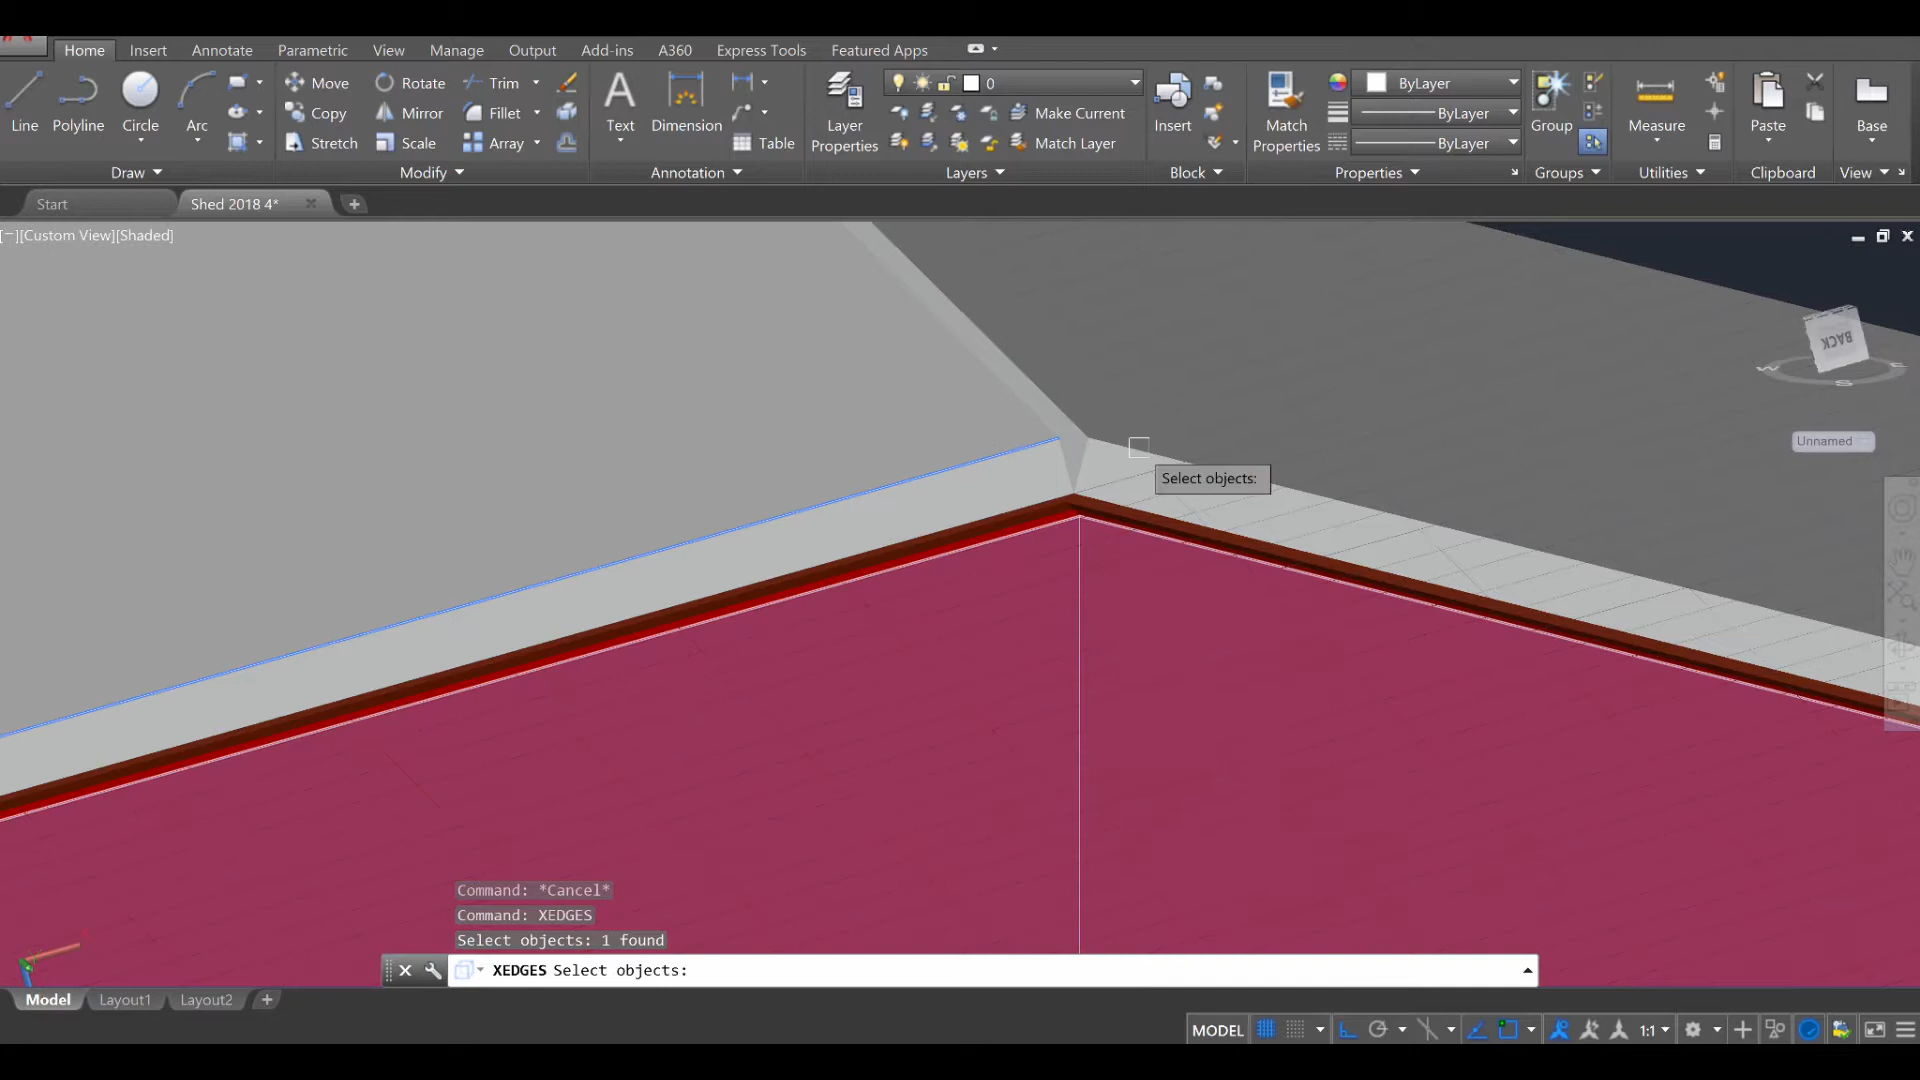 Home Insert Annotate Parametric View Manage Output Add-ins A360 Express Tools Featured Apps
Line Polyline Circle Arc
Move Rotate Trim
Copy Mirror Fillet
Stretch Scale Array
Text Dimension Table
Layer Properties
0
Make Current
Match Layer
Insert
Match Properties
ByLayer
ByLayer
ByLayer
Group
Measure
Paste
Base
Draw Modify Annotation Layers Block Properties Groups Utilities Clipboard View
Start Shed 2018 4*
[−][Custom View][Shaded]
BACK
W S
Unnamed
Select objects:
Command: *Cancel*
Command: XEDGES
Select objects: 1 found
XEDGES Select objects:
Model Layout1 Layout2
MODEL 1:1